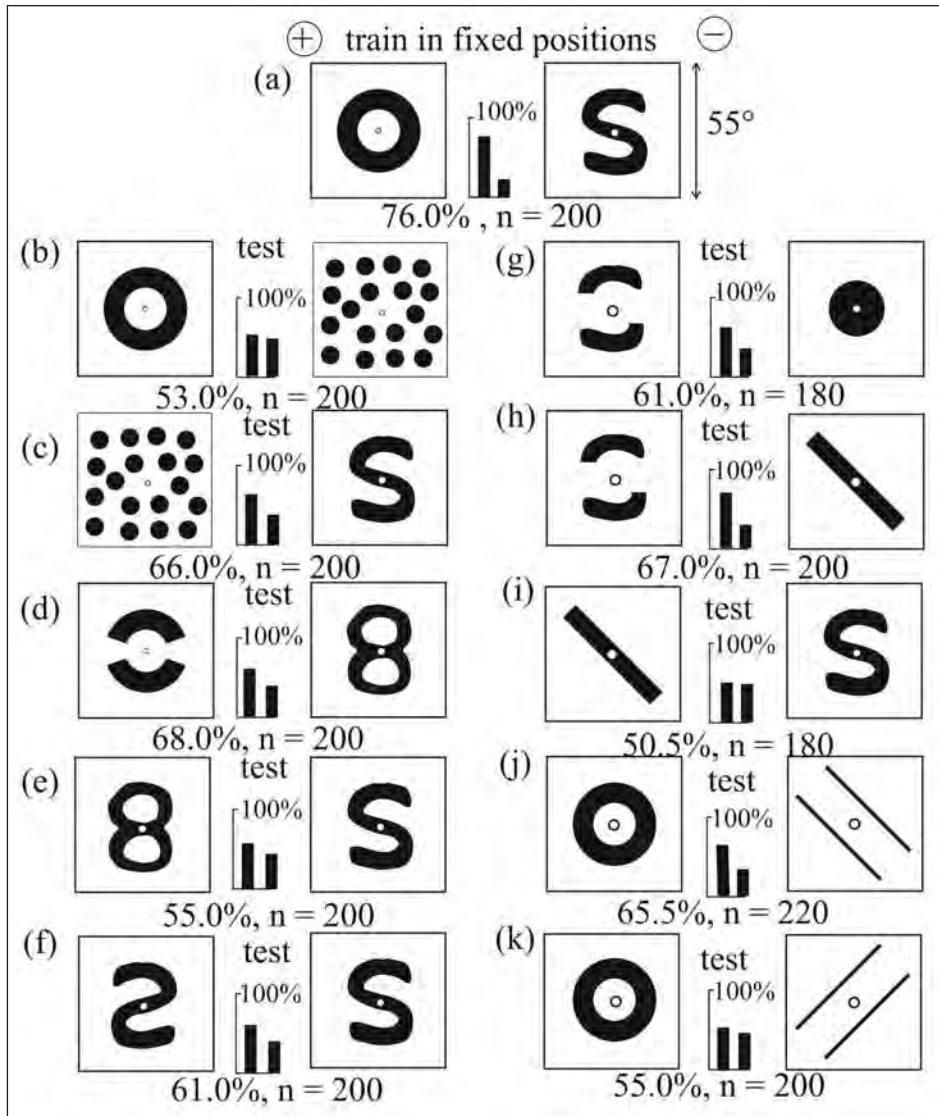 + train in fixed positions −
(a)
100%
55°
76.0% , n = 200
(b)
test
100%
53.0%, n = 200
(c)
test
100%
66.0%, n = 200
(d)
test
100%
68.0%, n = 200
(e)
test
100%
55.0%, n = 200
(f)
test
100%
61.0%, n = 200
(g)
test
100%
61.0%, n = 180
(h)
test
100%
67.0%, n = 200
(i)
test
100%
50.5%, n = 180
(j)
test
100%
65.5%, n = 220
(k)
test
100%
55.0%, n = 200